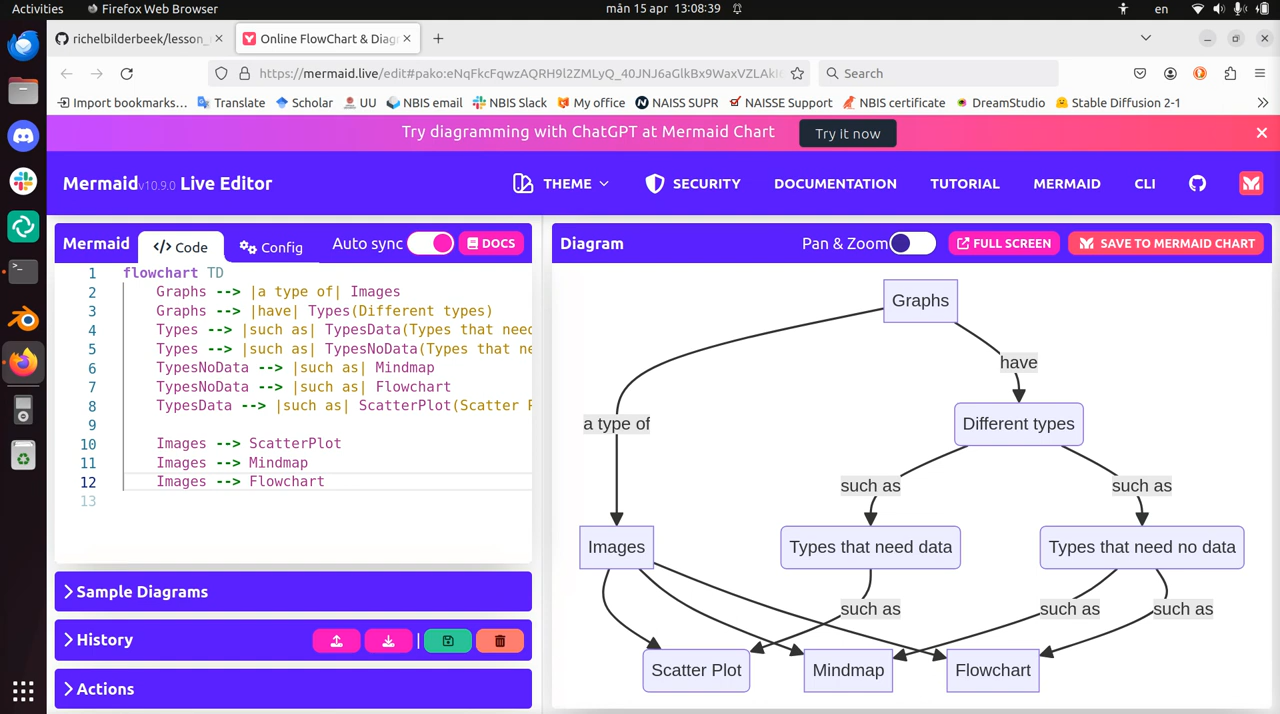 Activities Firefox Web Browser mån 15 apr 13:08:39 en
richelbilderbeek/lesson_ Online FlowChart & Diag
https://mermaid.live/edit#pako:eNqFkcFqwzAQRH9l2ZMLyQ_40JNJ6aGlkBx9WaxVZLAkI Search
Import bookmarks... Translate Scholar UU NBIS email NBIS Slack My office NAISS SUPR NAISSE Support NBIS certificate DreamStudio Stable Diffusion 2-1
Try diagramming with ChatGPT at Mermaid Chart Try it now
Mermaid v10.9.0 Live Editor THEME SECURITY DOCUMENTATION TUTORIAL MERMAID CLI
Mermaid </> Code Config Auto sync DOCS
1 flowchart TD
2 Graphs --> |a type of| Images
3 Graphs --> |have| Types(Different types)
4 Types --> |such as| TypesData(Types that need
5 Types --> |such as| TypesNoData(Types that ne
6 TypesNoData --> |such as| Mindmap
7 TypesNoData --> |such as| Flowchart
8 TypesData --> |such as| ScatterPlot(Scatter
9
10 Images --> ScatterPlot
11 Images --> Mindmap
12 Images --> Flowchart
13
Sample Diagrams
History |
Actions
Diagram Pan & Zoom FULL SCREEN SAVE TO MERMAID CHART
Graphs
have
a type of
Different types
such as such as
Images Types that need data Types that need no data
such as such as such as
Scatter Plot Mindmap Flowchart